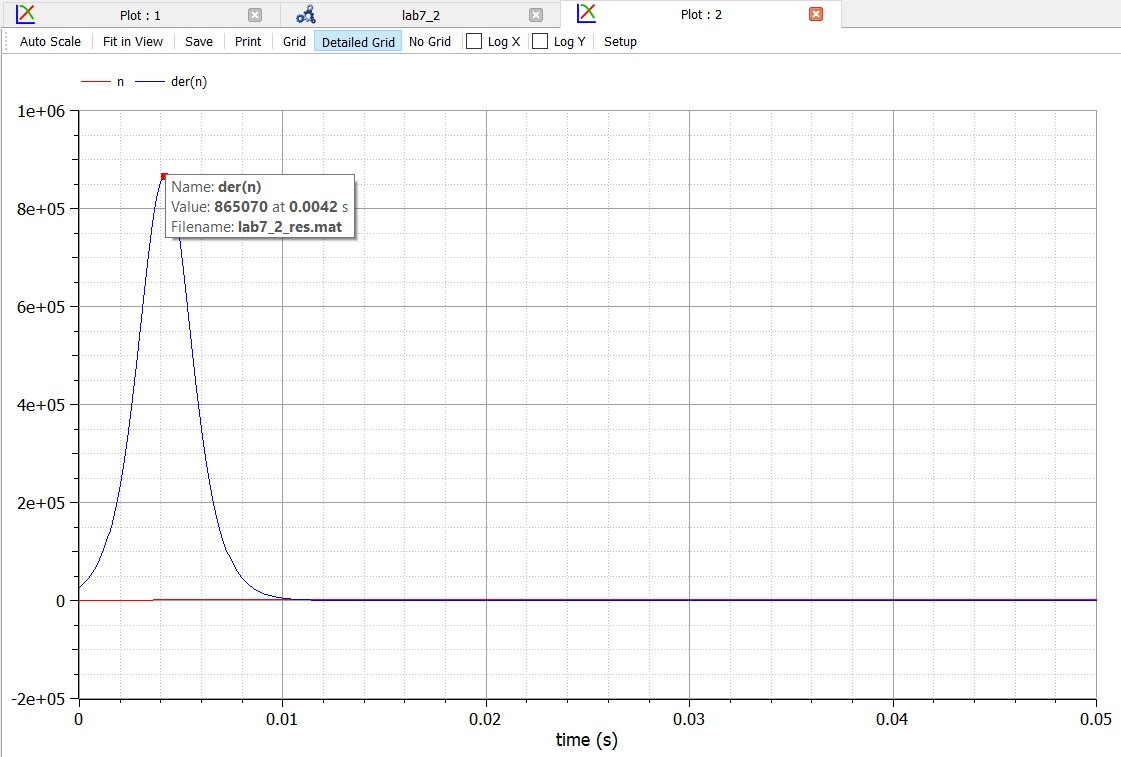 Plot : 1 lab7_2 Plot : 2
Auto Scale Fit in View Save Print Grid Detailed Grid No Grid Log X Log Y Setup
n der(n)
1e+06
Name: der(n)
Value: 865070 at 0.0042 s
Filename: lab7_2_res.mat
8e+05
6e+05
4e+05
2e+05
0
-2e+05
0 0.01 0.02 0.03 0.04 0.05
time (s)